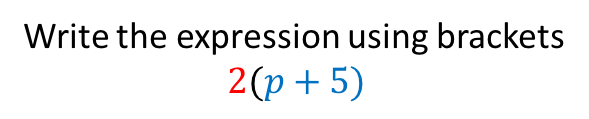 Write the expression using brackets
2(p + 5)